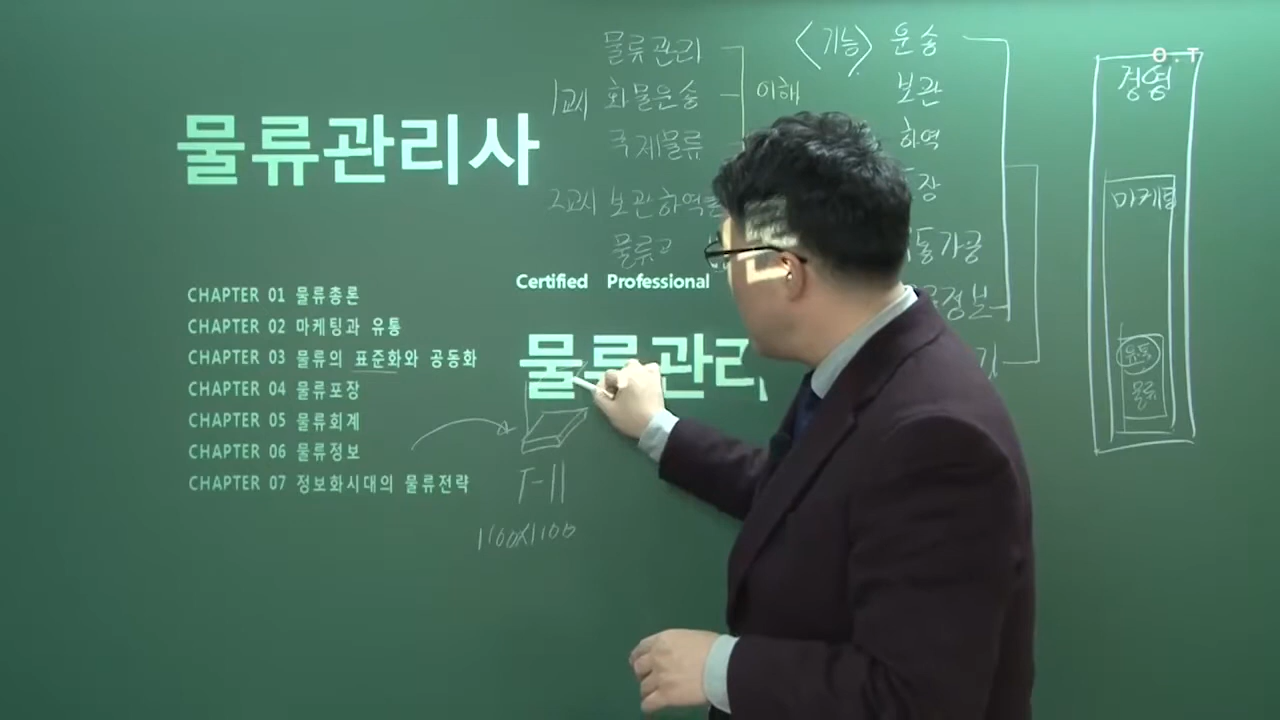 물류관리사
CHAPTER 01 물류총론
CHAPTER 02 마케팅과 유통
CHAPTER 03 물류의 표준화와 공동화
CHAPTER 04 물류포장
CHAPTER 05 물류회계
CHAPTER 06 물류정보
CHAPTER 07 정보화시대의 물류전략
물류관리
1교시 화물운송
국제물류
이해
2교시 보관하역론
물류
Certified Professional
물류관리
T-11
1100X1100
<기능> 운송
보관
하역
장
가공
정보
O.T
경영
마케팅
유통
물류